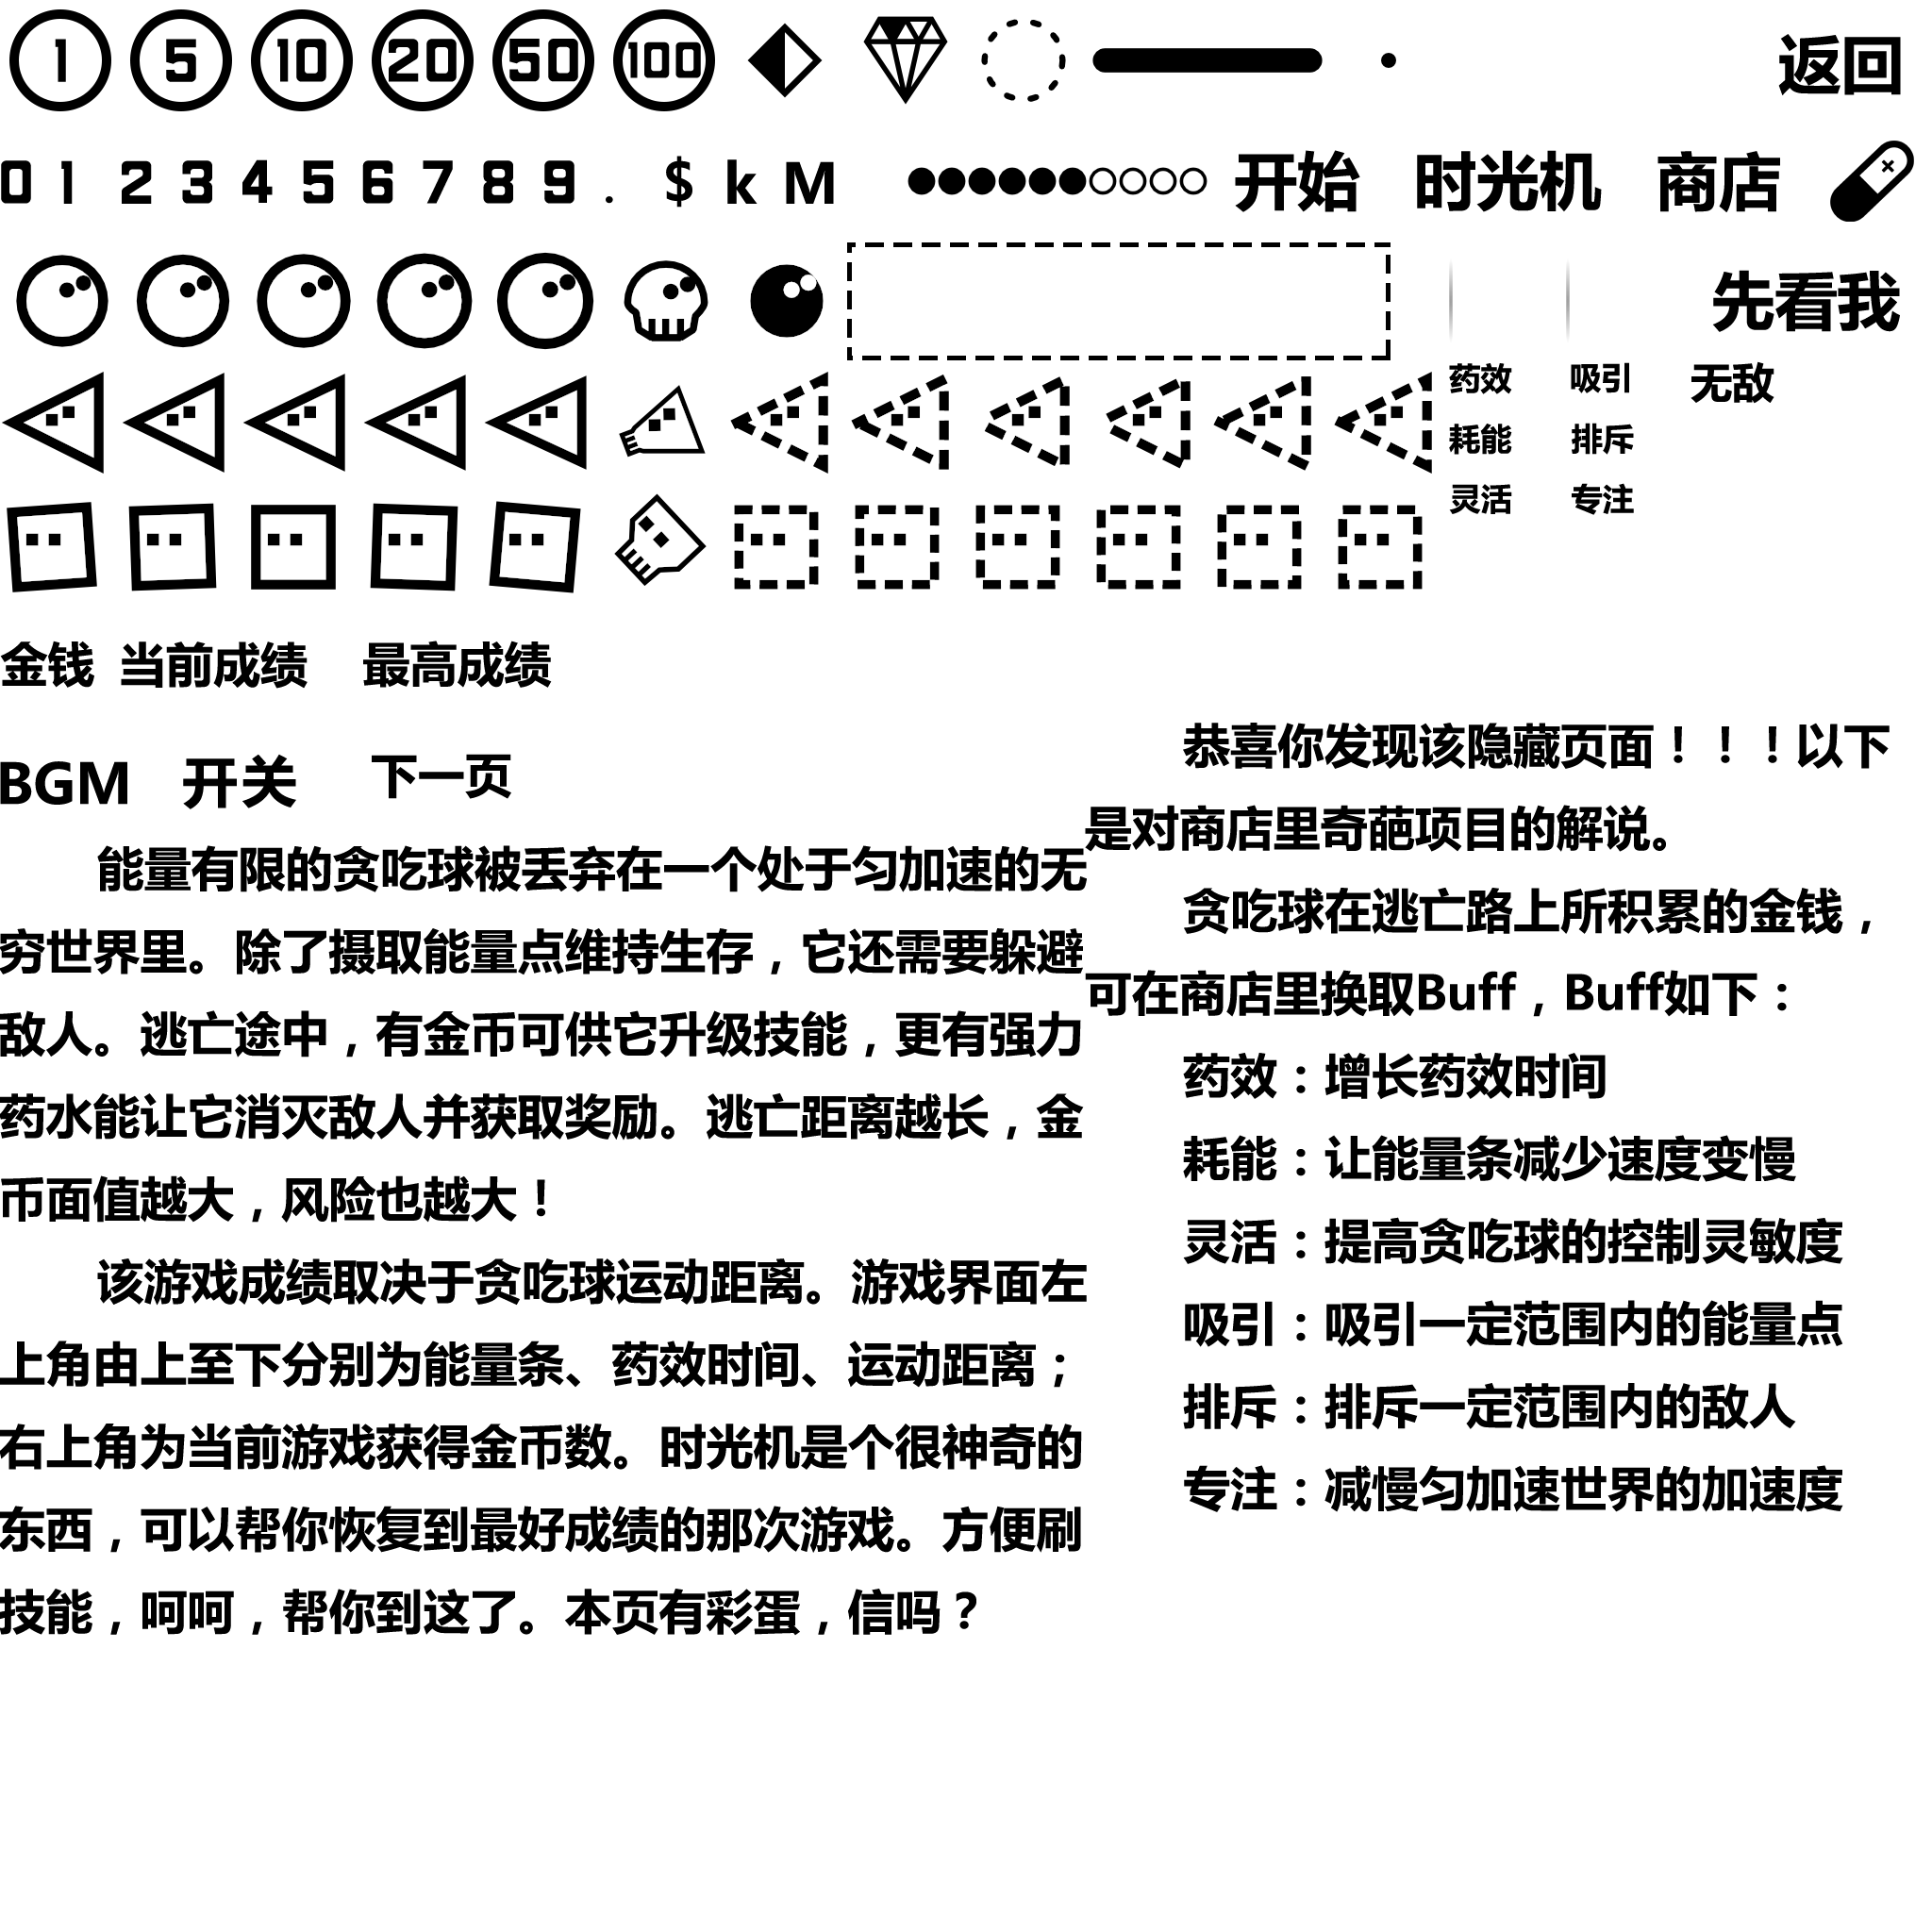 1 5 10 20 50 100 返回
0 1 2 3 4 5 6 7 8 9 . $ k M 开始 时光机 商店
先看我
药效 吸引 无敌
耗能 排斥
灵活 专注
金钱 当前成绩 最高成绩
BGM 开关 下一页
能量有限的贪吃球被丢弃在一个处于匀加速的无
穷世界里。除了摄取能量点维持生存，它还需要躲避
敌人。逃亡途中，有金币可供它升级技能，更有强力
药水能让它消灭敌人并获取奖励。逃亡距离越长，金
币面值越大，风险也越大！
该游戏成绩取决于贪吃球运动距离。游戏界面左
上角由上至下分别为能量条、药效时间、运动距离；
右上角为当前游戏获得金币数。时光机是个很神奇的
东西，可以帮你恢复到最好成绩的那次游戏。方便刷
技能，呵呵，帮你到这了。本页有彩蛋，信吗？
恭喜你发现该隐藏页面！！！以下
是对商店里奇葩项目的解说。
贪吃球在逃亡路上所积累的金钱，
可在商店里换取Buff，Buff如下：
药效：增长药效时间
耗能：让能量条减少速度变慢
灵活：提高贪吃球的控制灵敏度
吸引：吸引一定范围内的能量点
排斥：排斥一定范围内的敌人
专注：减慢匀加速世界的加速度